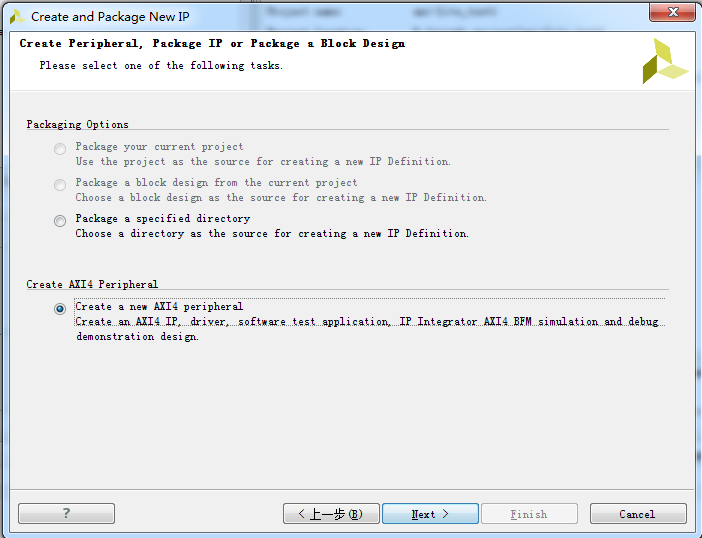 Create and Package New IP
Create Peripheral, Package IP or Package a Block Design
Please select one of the following tasks.
Packaging Options
Package your current project
Use the project as the source for creating a new IP Definition.
Package a block design from the current project
Choose a block design as the source for creating a new IP Definition.
Package a specified directory
Choose a directory as the source for creating a new IP Definition.
Create AXI4 Peripheral
Create a new AXI4 peripheral
Create an AXI4 IP, driver, software test application, IP Integrator AXI4 BFM simulation and debug
demonstration design.
? < 上一步(B) Next > Finish Cancel